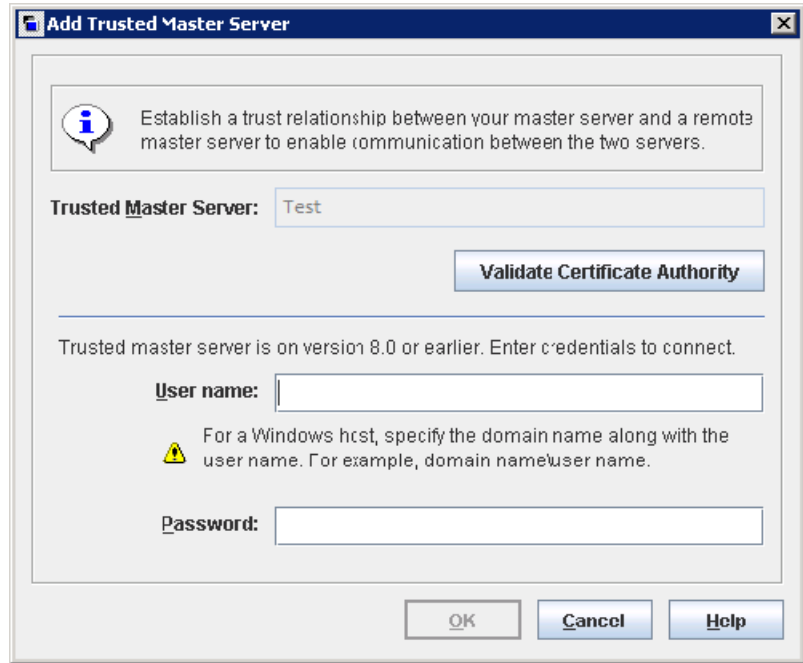 Add Trusted Master Server
Establish a trust relationship between your master server and a remote
master server to enable communication between the two servers.
Trusted Master Server:
Test
Validate Certificate Authority
Trusted master server is on version 8.0 or earlier. Enter credentials to connect.
User name:
For a Windows host, specify the domain name along with the
user name. For example, domain name\user name.
Password:
OK
Cancel
Help